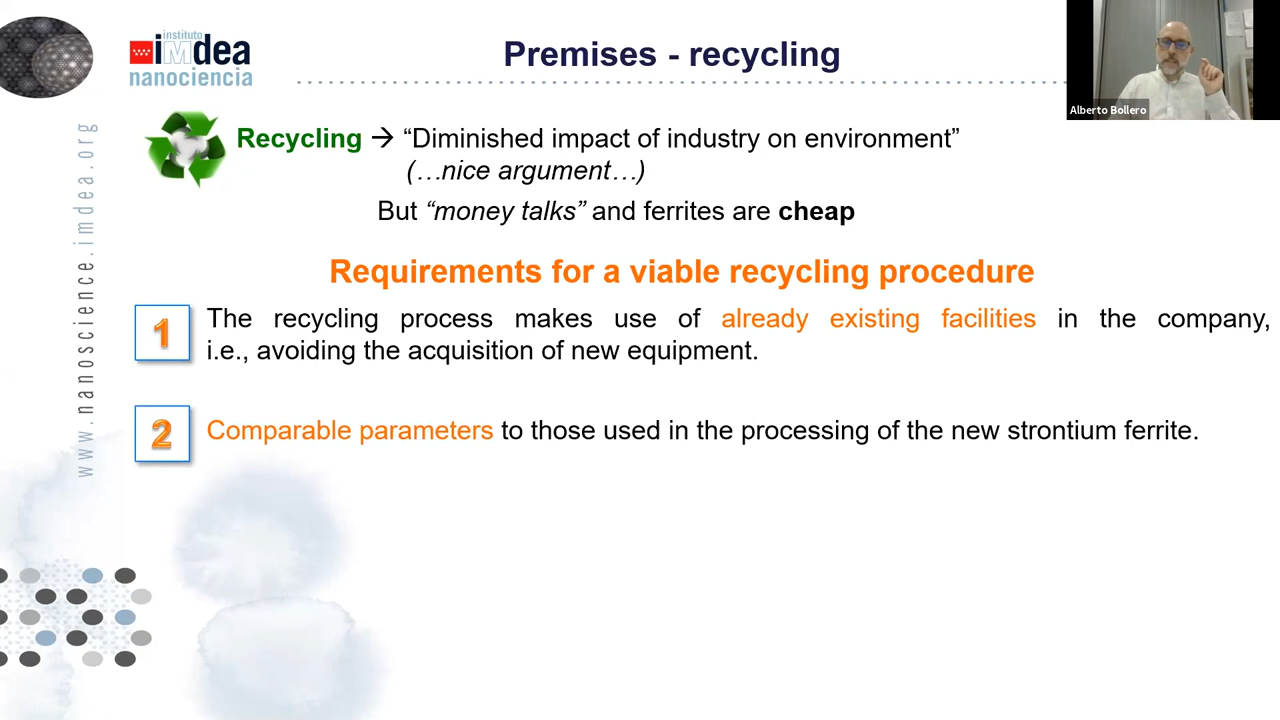 instituto
imdea
nanociencia
Premises - recycling
Alberto Bollero
www.nanoscience.imdea.org
Recycling → “Diminished impact of industry on environment”
(…nice argument…)
But “money talks” and ferrites are cheap
Requirements for a viable recycling procedure
1
The recycling process makes use of already existing facilities in the company,
i.e., avoiding the acquisition of new equipment.
2
Comparable parameters to those used in the processing of the new strontium ferrite.